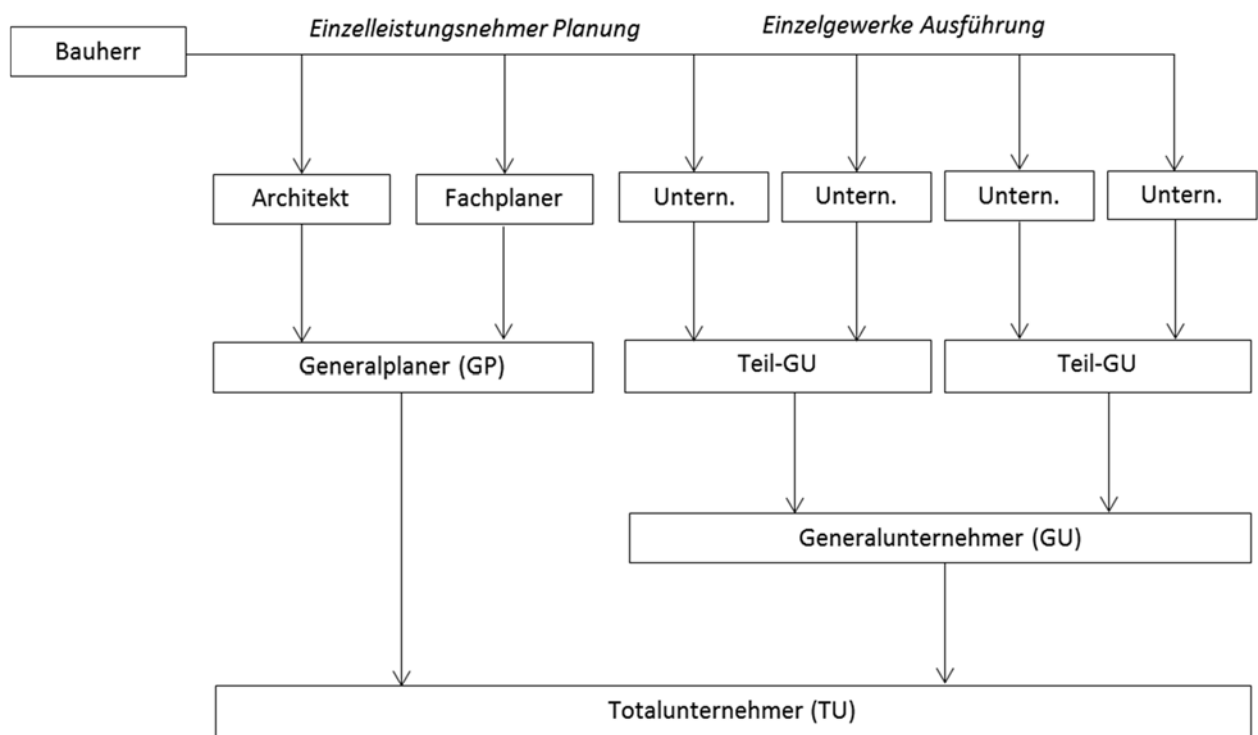 Einzelleistungsnehmer Planung
Einzelgewerke Ausführung
Bauherr
Architekt
Fachplaner
Untern.
Untern.
Untern.
Untern.
Generalplaner (GP)
Teil-GU
Teil-GU
Generalunternehmer (GU)
Totalunternehmer (TU)